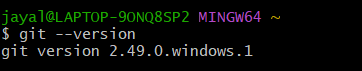 jayal@LAPTOP-9ONQ8SP2 MINGW64 ~
$ git --version
git version 2.49.0.windows.1